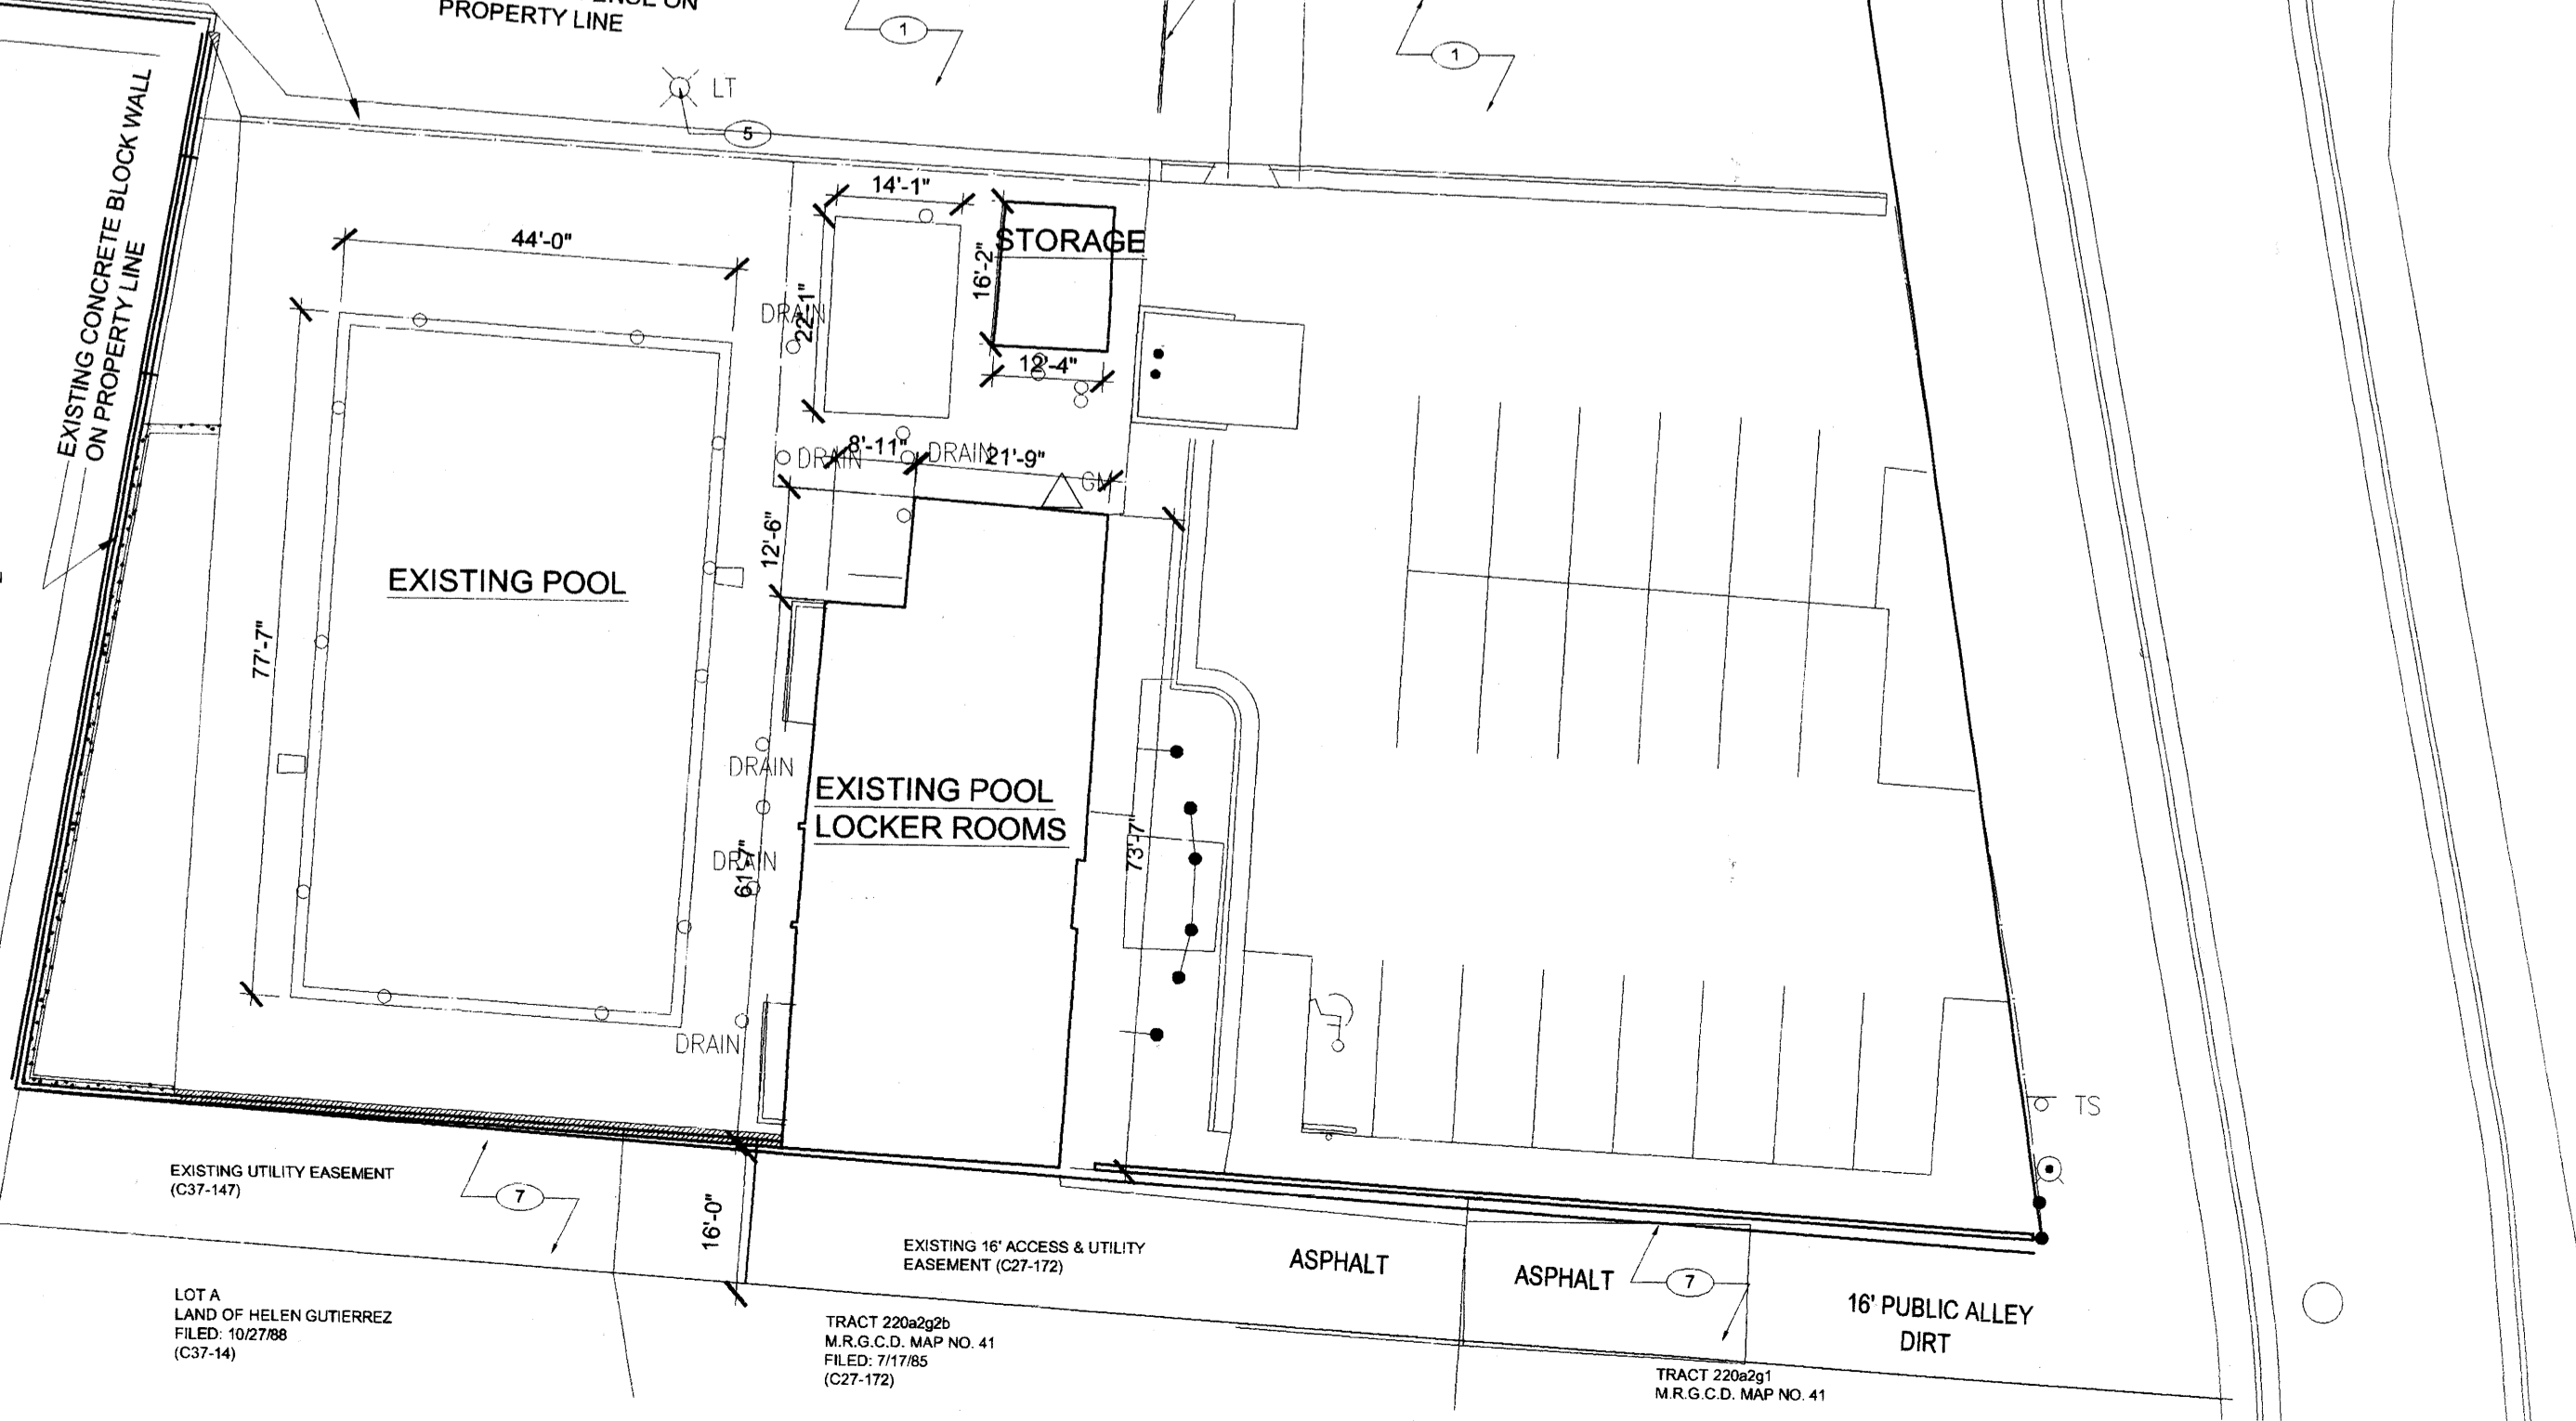 PROPERTY LINE
1
1
LT
5
EXISTING CONCRETE BLOCK WALL
ON PROPERTY LINE
14'-1"
STORAGE
44'-0"
16'-2"
22'-1"
DRAIN
12'-4"
8'-11"
DRAIN
DRAIN
21'-9"
GM
12'-6"
EXISTING POOL
77'-7"
DRAIN
EXISTING POOL
LOCKER ROOMS
73'-7"
DRAIN
61'-7"
DRAIN
TS
EXISTING UTILITY EASEMENT
(C37-147)
7
16'-0"
EXISTING 16' ACCESS & UTILITY
EASEMENT (C27-172)
ASPHALT
ASPHALT
7
16' PUBLIC ALLEY
DIRT
LOT A
LAND OF HELEN GUTIERREZ
FILED: 10/27/88
(C37-14)
TRACT 220a2g2b
M.R.G.C.D. MAP NO. 41
FILED: 7/17/85
(C27-172)
TRACT 220a2g1
M.R.G.C.D. MAP NO. 41